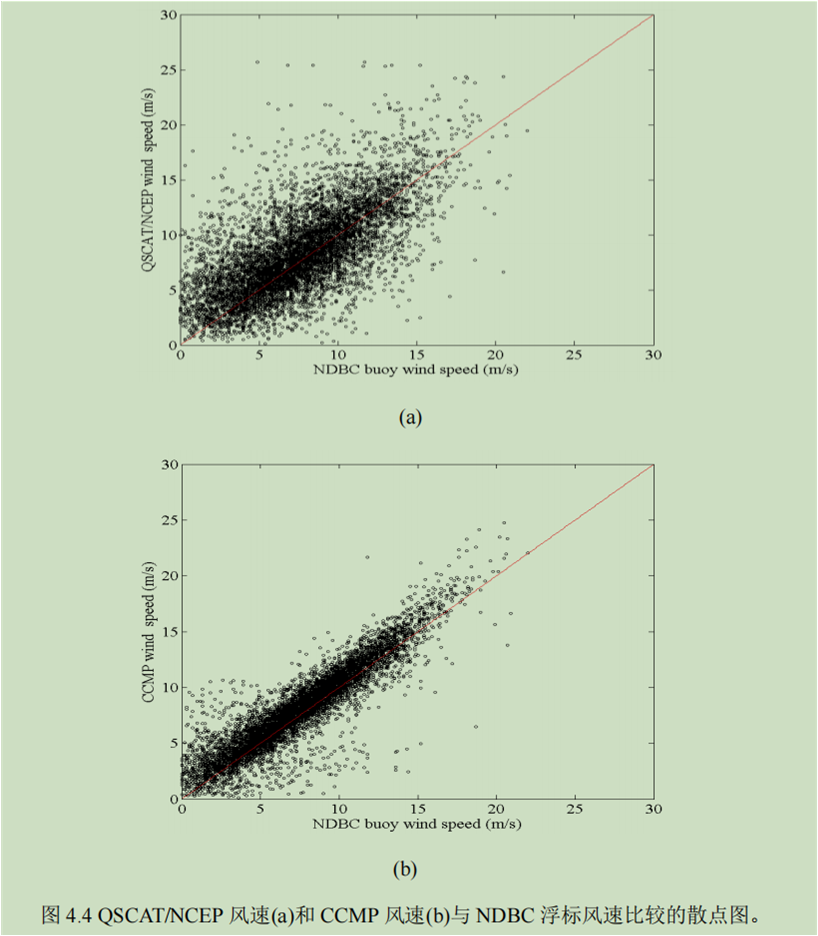 30
25
20
15
10
5
0
QSCAT/NCEP wind speed (m/s)
0 5 10 15 20 25 30
NDBC buoy wind speed (m/s)
(a)
30
25
20
15
10
5
0
CCMP wind speed (m/s)
0 5 10 15 20 25 30
NDBC buoy wind speed (m/s)
(b)
图 4.4 QSCAT/NCEP 风速(a)和 CCMP 风速(b)与 NDBC 浮标风速比较的散点图。